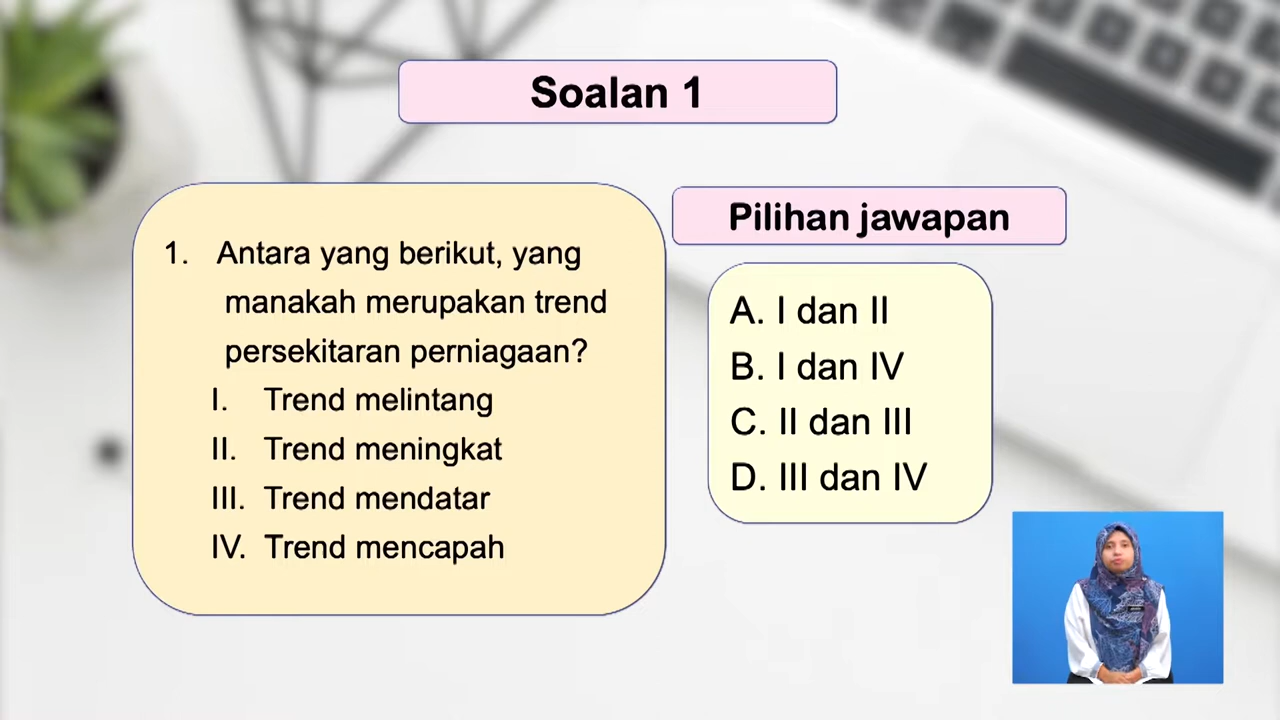 Soalan 1
1. Antara yang berikut, yang
manakah merupakan trend
persekitaran perniagaan?
I. Trend melintang
II. Trend meningkat
III. Trend mendatar
IV. Trend mencapah
Pilihan jawapan
A. I dan II
B. I dan IV
C. II dan III
D. III dan IV